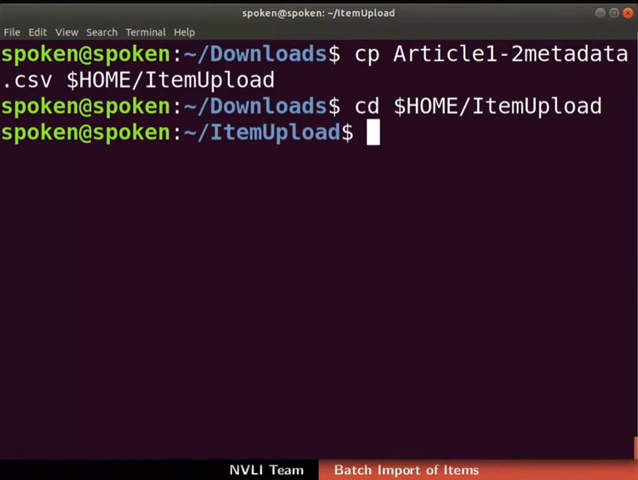 spoken@spoken: ~/ItemUpload
File Edit View Search Terminal Help
spoken@spoken:~/Downloads$ cp Article1-2metadata
.csv $HOME/ItemUpload
spoken@spoken:~/Downloads$ cd $HOME/ItemUpload
spoken@spoken:~/ItemUpload$
NVLI Team Batch Import of Items